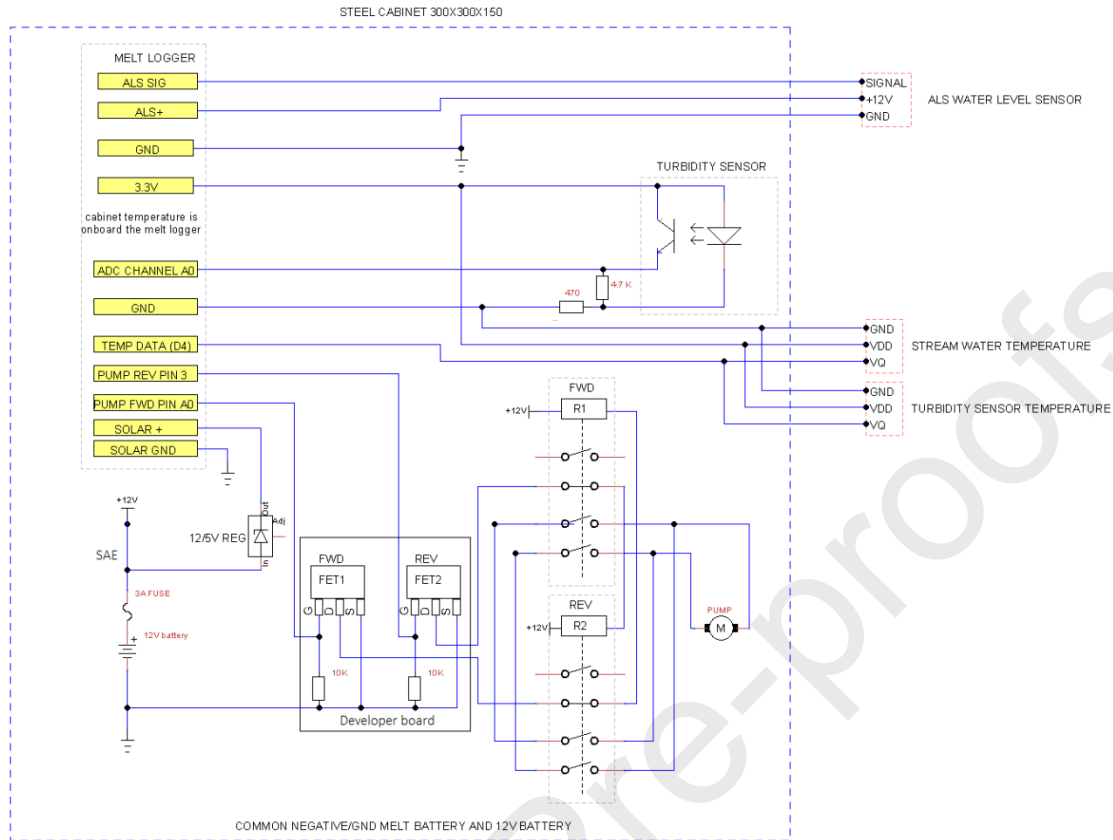 STEEL CABINET 300X300X150
MELT LOGGER
ALS SIG
ALS+
GND
3.3V
cabinet temperature is
onboard the melt logger
ADC CHANNEL A0
GND
TEMP DATA (D4)
PUMP REV PIN 3
PUMP FWD PIN A0
SOLAR +
SOLAR GND
SIGNAL
+12V
GND
ALS WATER LEVEL SENSOR
TURBIDITY SENSOR
4.7 K
470
GND
VDD
VQ
STREAM WATER TEMPERATURE
GND
VDD
VQ
TURBIDITY SENSOR TEMPERATURE
+12V
SAE
3A FUSE
+
12V battery
Out
Adj
12/5V REG
In
FWD
FET1
G
D
S
10K
REV
FET2
G
D
S
10K
Developer board
FWD
+12V
R1
REV
+12V
R2
PUMP
M
COMMON NEGATIVE/GND MELT BATTERY AND 12V BATTERY
pre-proofs